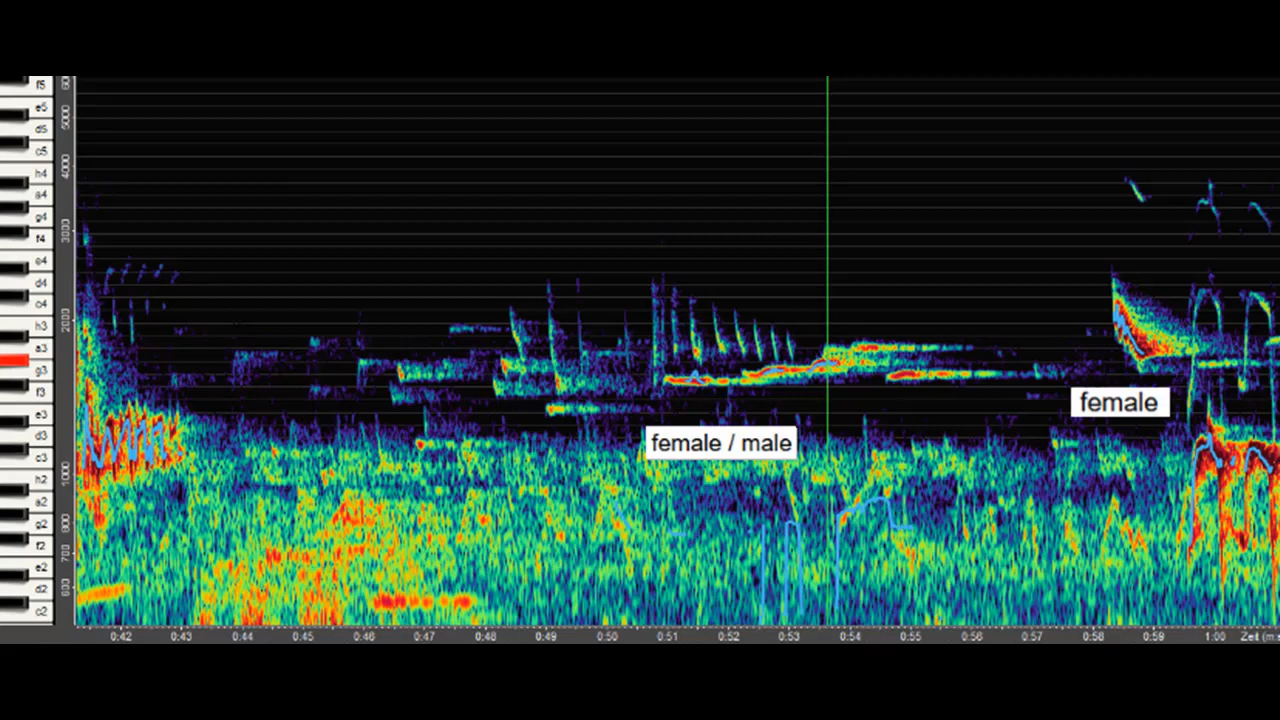 f5
e5
d5
c5
h4
a4
g4
f4
e4
d4
c4
h3
a3
g3
f3
e3
d3
c3
h2
a2
g2
f2
e2
d2
c2
5000
4000
3000
2000
1000
800
700
600
female / male
female
0:42 0:43 0:44 0:45 0:46 0:47 0:48 0:49 0:50 0:51 0:52 0:53 0:54 0:55 0:56 0:57 0:58 0:59 1:00 Zeit